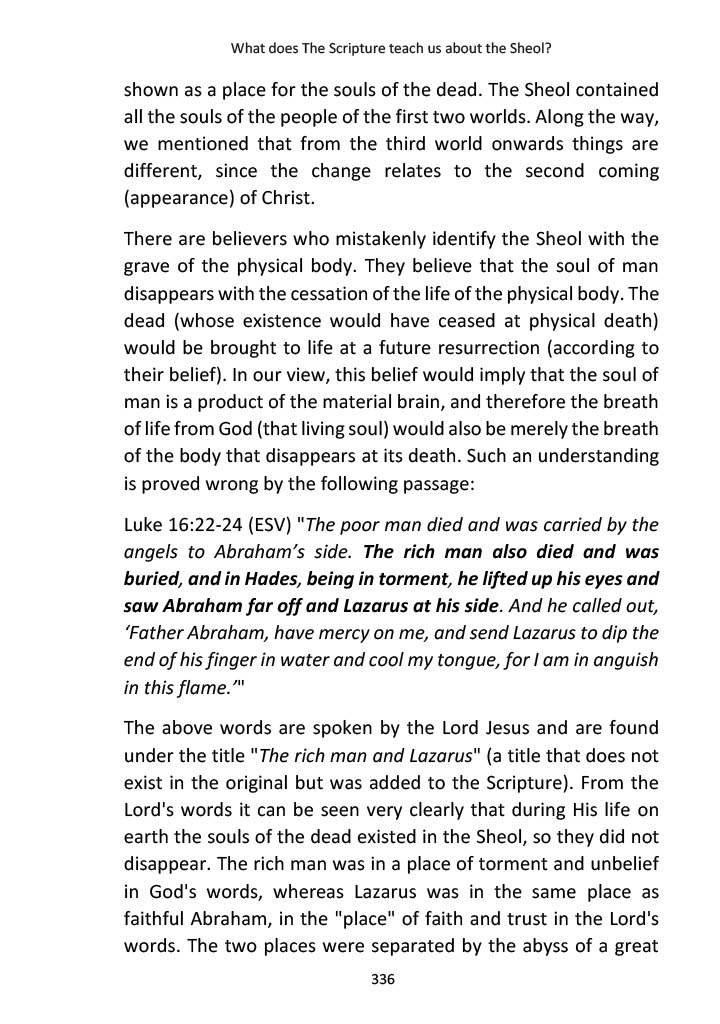 What does The Scripture teach us about the Sheol?
shown as a place for the souls of the dead. The Sheol contained
all the souls of the people of the first two worlds. Along the way,
we mentioned that from the third world onwards things are
different, since the change relates to the second coming
(appearance) of Christ.
There are believers who mistakenly identify the Sheol with the
grave of the physical body. They believe that the soul of man
disappears with the cessation of the life of the physical body. The
dead (whose existence would have ceased at physical death)
would be brought to life at a future resurrection (according to
their belief). In our view, this belief would imply that the soul of
man is a product of the material brain, and therefore the breath
of life from God (that living soul) would also be merely the breath
of the body that disappears at its death. Such an understanding
is proved wrong by the following passage:
Luke 16:22-24 (ESV) "The poor man died and was carried by the
angels to Abraham’s side. The rich man also died and was
buried, and in Hades, being in torment, he lifted up his eyes and
saw Abraham far off and Lazarus at his side. And he called out,
‘Father Abraham, have mercy on me, and send Lazarus to dip the
end of his finger in water and cool my tongue, for I am in anguish
in this flame.’"
The above words are spoken by the Lord Jesus and are found
under the title "The rich man and Lazarus" (a title that does not
exist in the original but was added to the Scripture). From the
Lord's words it can be seen very clearly that during His life on
earth the souls of the dead existed in the Sheol, so they did not
disappear. The rich man was in a place of torment and unbelief
in God's words, whereas Lazarus was in the same place as
faithful Abraham, in the "place" of faith and trust in the Lord's
words. The two places were separated by the abyss of a great
336